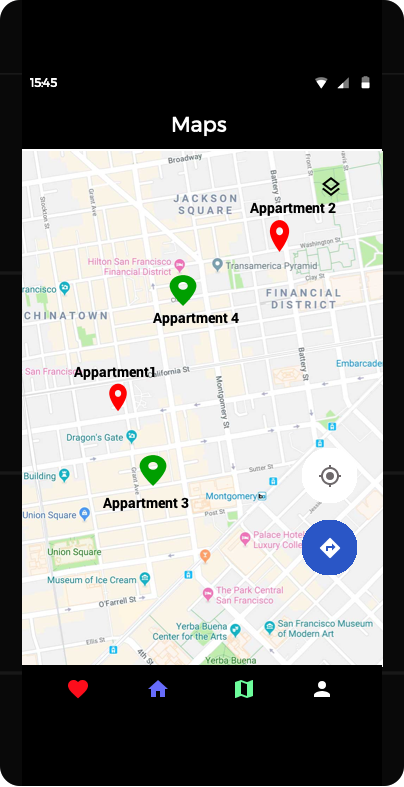 15:45
Maps
Broadway
Front St
Battery St
Grant Ave
Stockton St
JACKSON
SQUARE
Appartment 2
Washington St
Hilton San Francisco
Financial District
Transamerica Pyramid
Clay St
rancisco
FINANCIAL
DISTRICT
CHINATOWN
Appartment 4
Battery St
Embarcade
San Francis
Appartment1
California St
Montgomery St
Dragon's Gate
Building
Grant Ave
Sutter St
Appartment 3
Montgomery
Post St
Union Square
Palace Hotel
Luxury Colle
Union Square
Museum of Ice Cream
The Park Central
San Francisco
O'Farrell St
Yerba Buena
Center for the Arts
San Francisco Museum
of Modern Art
Ellis St
4th St
Yerba Buena